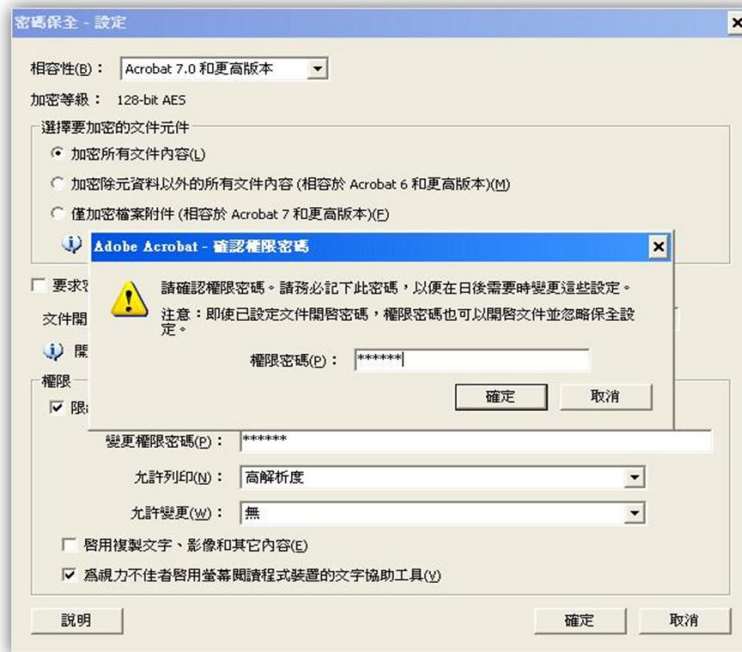 密碼保全 - 設定
相容性(B)： Acrobat 7.0 和更高版本
加密等級： 128-bit AES
選擇要加密的文件元件
加密所有文件內容(L)
加密除元資料以外的所有文件內容 (相容於 Acrobat 6 和更高版本)(M)
僅加密檔案附件 (相容於 Acrobat 7 和更高版本)(F)
Adobe Acrobat - 確認權限密碼
請確認權限密碼。請務必記下此密碼，以便在日後需要時變更這些設定。
注意：即使已設定文件開啓密碼，權限密碼也可以開啓文件並忽略保全設
定。
權限密碼(P)： ******
確定 取消
要求
文件開
開
權限
限
變更權限密碼(P)： ******
允許列印(N)： 高解析度
允許變更(W)： 無
啓用複製文字、影像和其它內容(E)
爲視力不佳者啓用螢幕閱讀程式裝置的文字協助工具(V)
說明 確定 取消